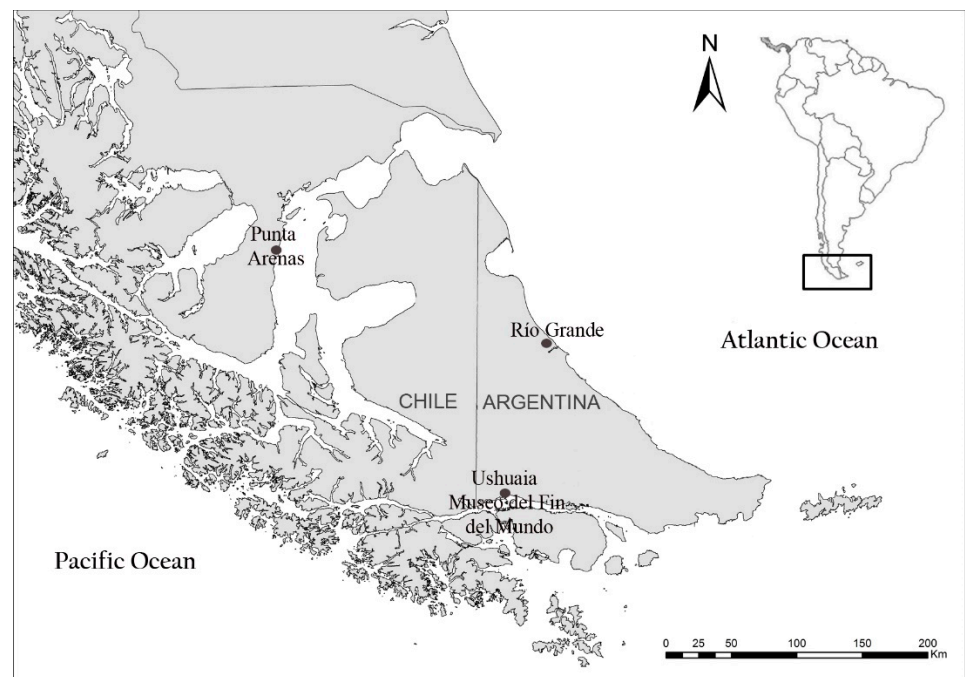 N
Punta
Arenas
Río Grande
Atlantic Ocean
CHILE
ARGENTINA
Ushuaia
Museo del Fin
del Mundo
Pacific Ocean
0 25 50 100 150 200
Km